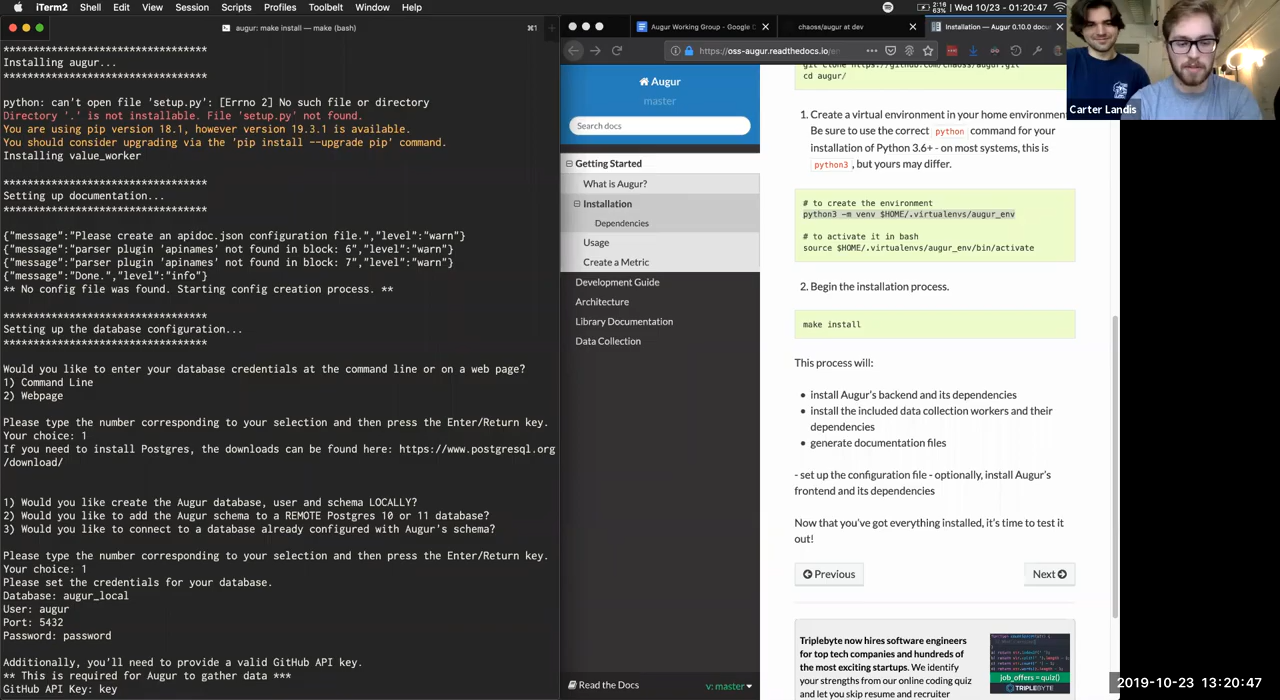 iTerm2 Shell Edit View Session Scripts Profiles Toolbelt Window Help
2:16
63%
Wed 10/23 - 01:20:47
augur: make install — make (bash)
⌘1
*********************************
Installing augur...
*********************************
python: can't open file 'setup.py': [Errno 2] No such file or directory
Directory '.' is not installable. File 'setup.py' not found.
You are using pip version 18.1, however version 19.3.1 is available.
You should consider upgrading via the 'pip install --upgrade pip' command.
Installing value_worker
*********************************
Setting up documentation...
*********************************
{"message":"Please create an apidoc.json configuration file.","level":"warn"}
{"message":"parser plugin 'apinames' not found in block: 6","level":"warn"}
{"message":"parser plugin 'apinames' not found in block: 7","level":"warn"}
{"message":"Done.","level":"info"}
** No config file was found. Starting config creation process. **
*********************************
Setting up the database configuration...
*********************************
Would you like to enter your database credentials at the command line or on a web page?
1) Command Line
2) Webpage
Please type the number corresponding to your selection and then press the Enter/Return key.
Your choice: 1
If you need to install Postgres, the downloads can be found here: https://www.postgresql.org
/download/
1) Would you like create the Augur database, user and schema LOCALLY?
2) Would you like to add the Augur schema to a REMOTE Postgres 10 or 11 database?
3) Would you like to connect to a database already configured with Augur's schema?
Please type the number corresponding to your selection and then press the Enter/Return key.
Your choice: 1
Please set the credentials for your database.
Database: augur_local
User: augur
Port: 5432
Password: password
Additionally, you'll need to provide a valid GitHub API key.
** This is required for Augur to gather data ***
GitHub API Key: key
Augur Working Group - Google D
chaoss/augur at dev
Installation — Augur 0.10.0 docu
https://oss-augur.readthedocs.io/
Augur
master
Search docs
Getting Started
What is Augur?
Installation
Dependencies
Usage
Create a Metric
Development Guide
Architecture
Library Documentation
Data Collection
Read the Docs
v: master
git clone https://github.com/chaoss/augur.git
cd augur/
1. Create a virtual environment in your home environment.
Be sure to use the correct python command for your
installation of Python 3.6+ - on most systems, this is
python3 , but yours may differ.
# to create the environment
python3 -m venv $HOME/.virtualenvs/augur_env
# to activate it in bash
source $HOME/.virtualenvs/augur_env/bin/activate
2. Begin the installation process.
make install
This process will:
• install Augur's backend and its dependencies
• install the included data collection workers and their
dependencies
• generate documentation files
- set up the configuration file - optionally, install Augur's
frontend and its dependencies
Now that you've got everything installed, it's time to test it
out!
Previous
Next
Triplebyte now hires software engineers
for top tech companies and hundreds of
the most exciting startups. We identify
your strengths from our online coding quiz
and let you skip resume and recruiter
job_offers = quiz()
TRIPLEBYTE
Carter Landis
2019-10-23 13:20:47